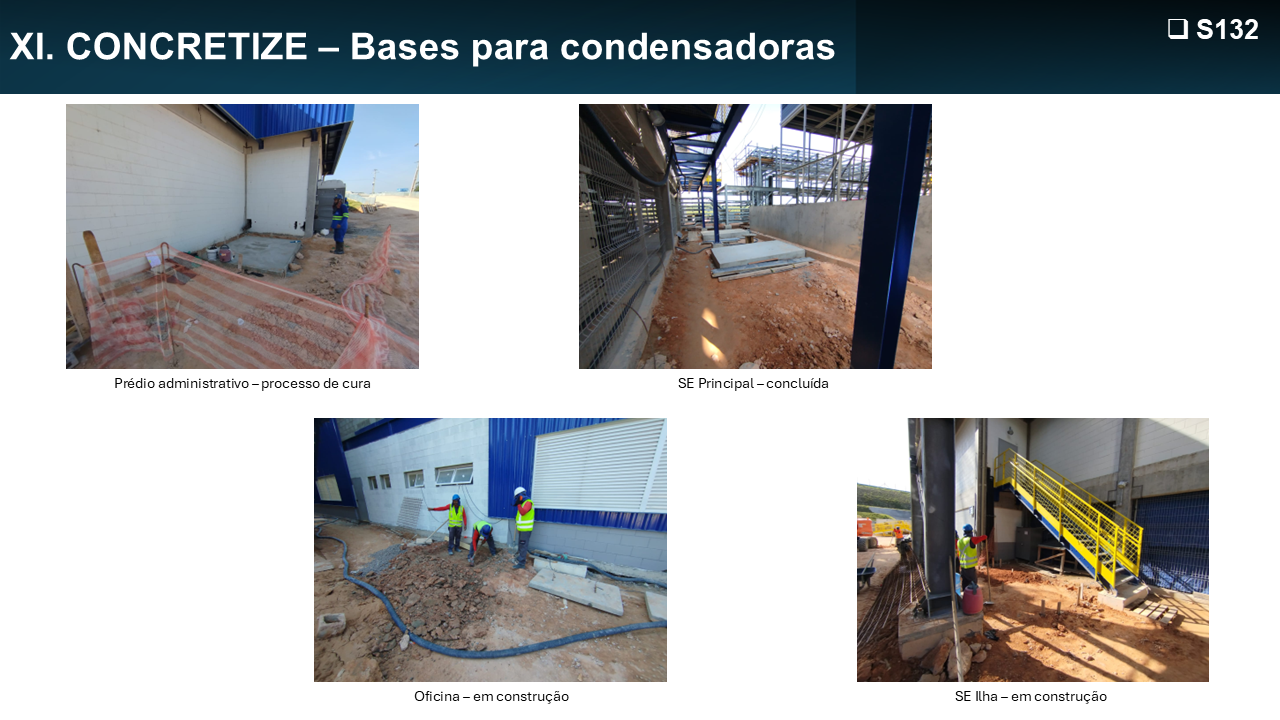 XI. CONCRETIZE – Bases para condensadoras
❑ S132
Prédio administrativo – processo de cura
SE Principal – concluída
Oficina – em construção
SE Ilha – em construção